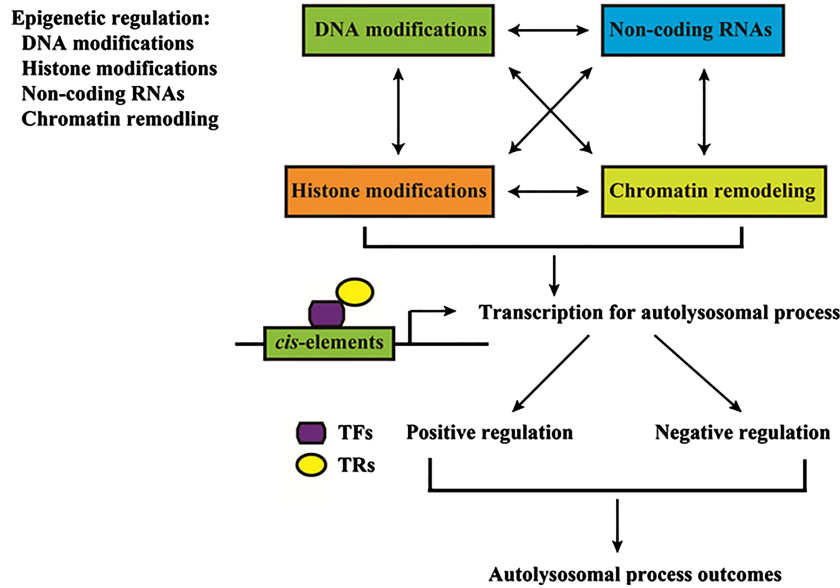 Epigenetic regulation:
DNA modifications
Histone modifications
Non-coding RNAs
Chromatin remodling
DNA modifications
Non-coding RNAs
Histone modifications
Chromatin remodeling
Transcription for autolysosomal process
cis-elements
TFs
TRs
Positive regulation
Negative regulation
Autolysosomal process outcomes